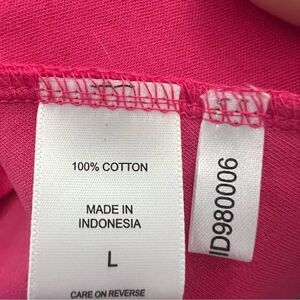 100% COTTON
MADE IN
INDONESIA
L
CARE ON REVERSE
ID980006